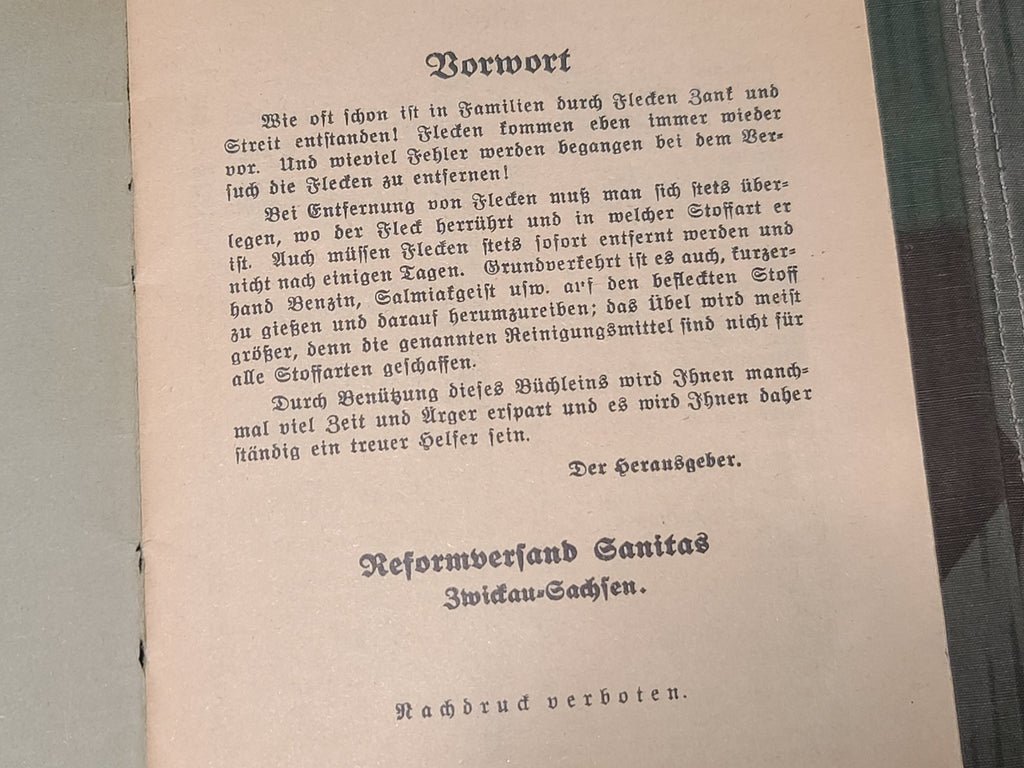 Vorwort
Wie oft schon ist in Familien durch Flecken Zank und
Streit entstanden! Flecken kommen eben immer wieder
vor. Und wieviel Fehler werden begangen bei dem Ver-
such die Flecken zu entfernen!
Bei Entfernung von Flecken muß man sich stets über-
legen, wo der Fleck herrührt und in welcher Stoffart er
ist. Auch müssen Flecken stets sofort entfernt werden und
nicht nach einigen Tagen. Grundverkehrt ist es auch, kurzer-
hand Benzin, Salmiakgeist usw. auf den befleckten Stoff
zu gießen und darauf herumzureiben; das Übel wird meist
größer, denn die genannten Reinigungsmittel sind nicht für
alle Stoffarten geschaffen.
Durch Benützung dieses Büchleins wird Ihnen manch-
mal viel Zeit und Ärger erspart und es wird Ihnen daher
ständig ein treuer Helfer sein.
Der Herausgeber.
Reformversand Sanitas
Zwickau-Sachsen.
Nachdruck verboten.